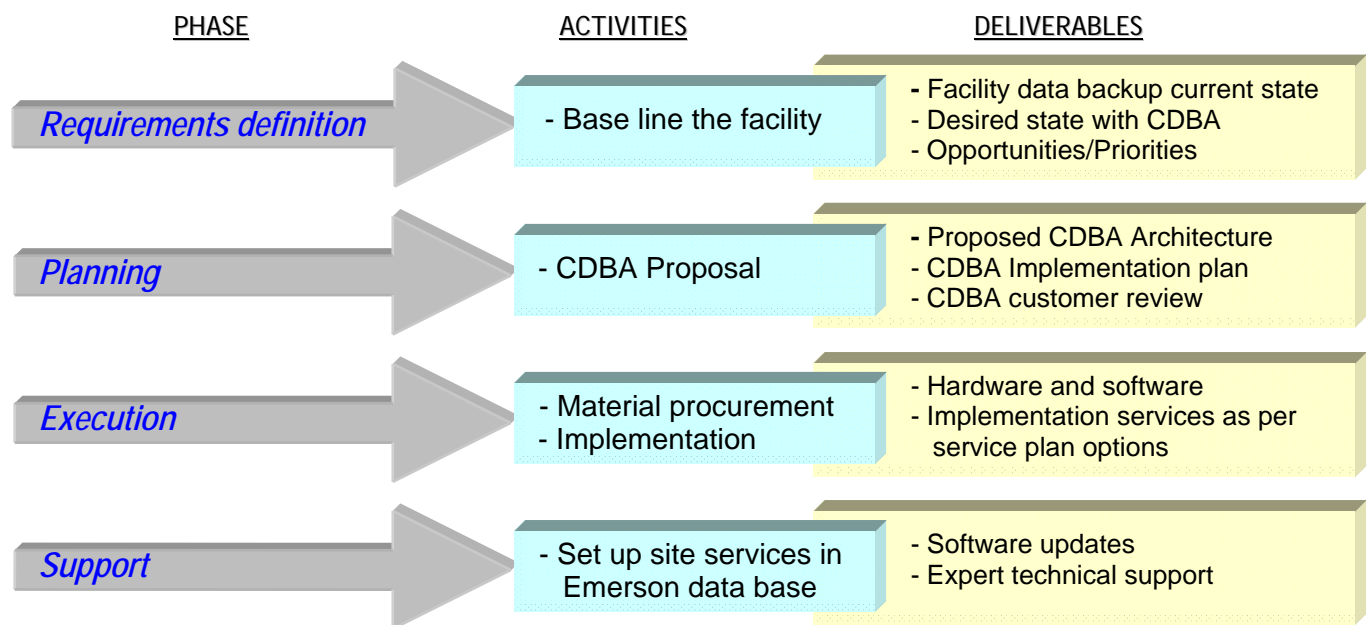 PHASE ACTIVITIES DELIVERABLES
Requirements definition
- Base line the facility
- Facility data backup current state
- Desired state with CDBA
- Opportunities/Priorities
Planning
- CDBA Proposal
- Proposed CDBA Architecture
- CDBA Implementation plan
- CDBA customer review
Execution
- Material procurement
- Implementation
- Hardware and software
- Implementation services as per
service plan options
Support
- Set up site services in
Emerson data base
- Software updates
- Expert technical support